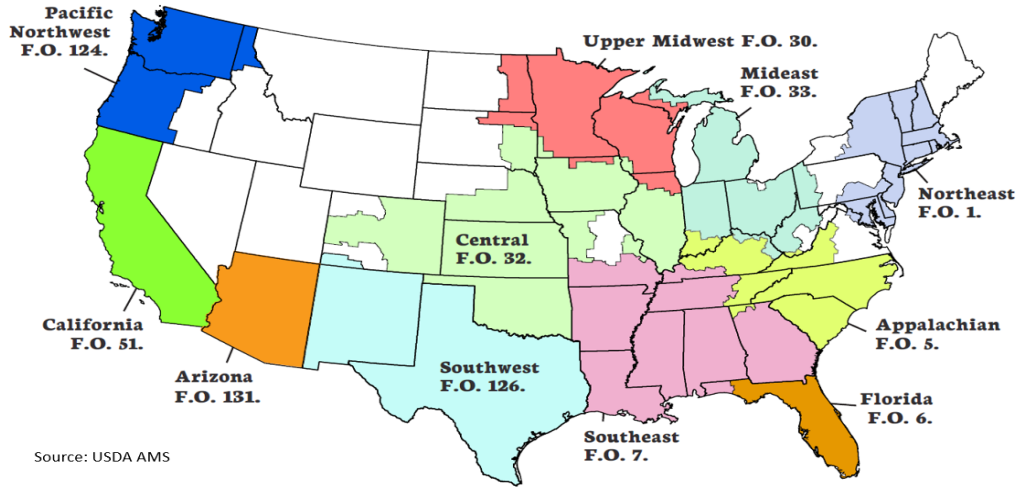 Pacific
Northwest
F.O. 124.
Upper Midwest F.O. 30.
Mideast
F.O. 33.
Northeast
F.O. 1.
Central
F.O. 32.
California
F.O. 51.
Appalachian
F.O. 5.
Arizona
F.O. 131.
Southwest
F.O. 126.
Florida
F.O. 6.
Southeast
F.O. 7.
Source: USDA AMS